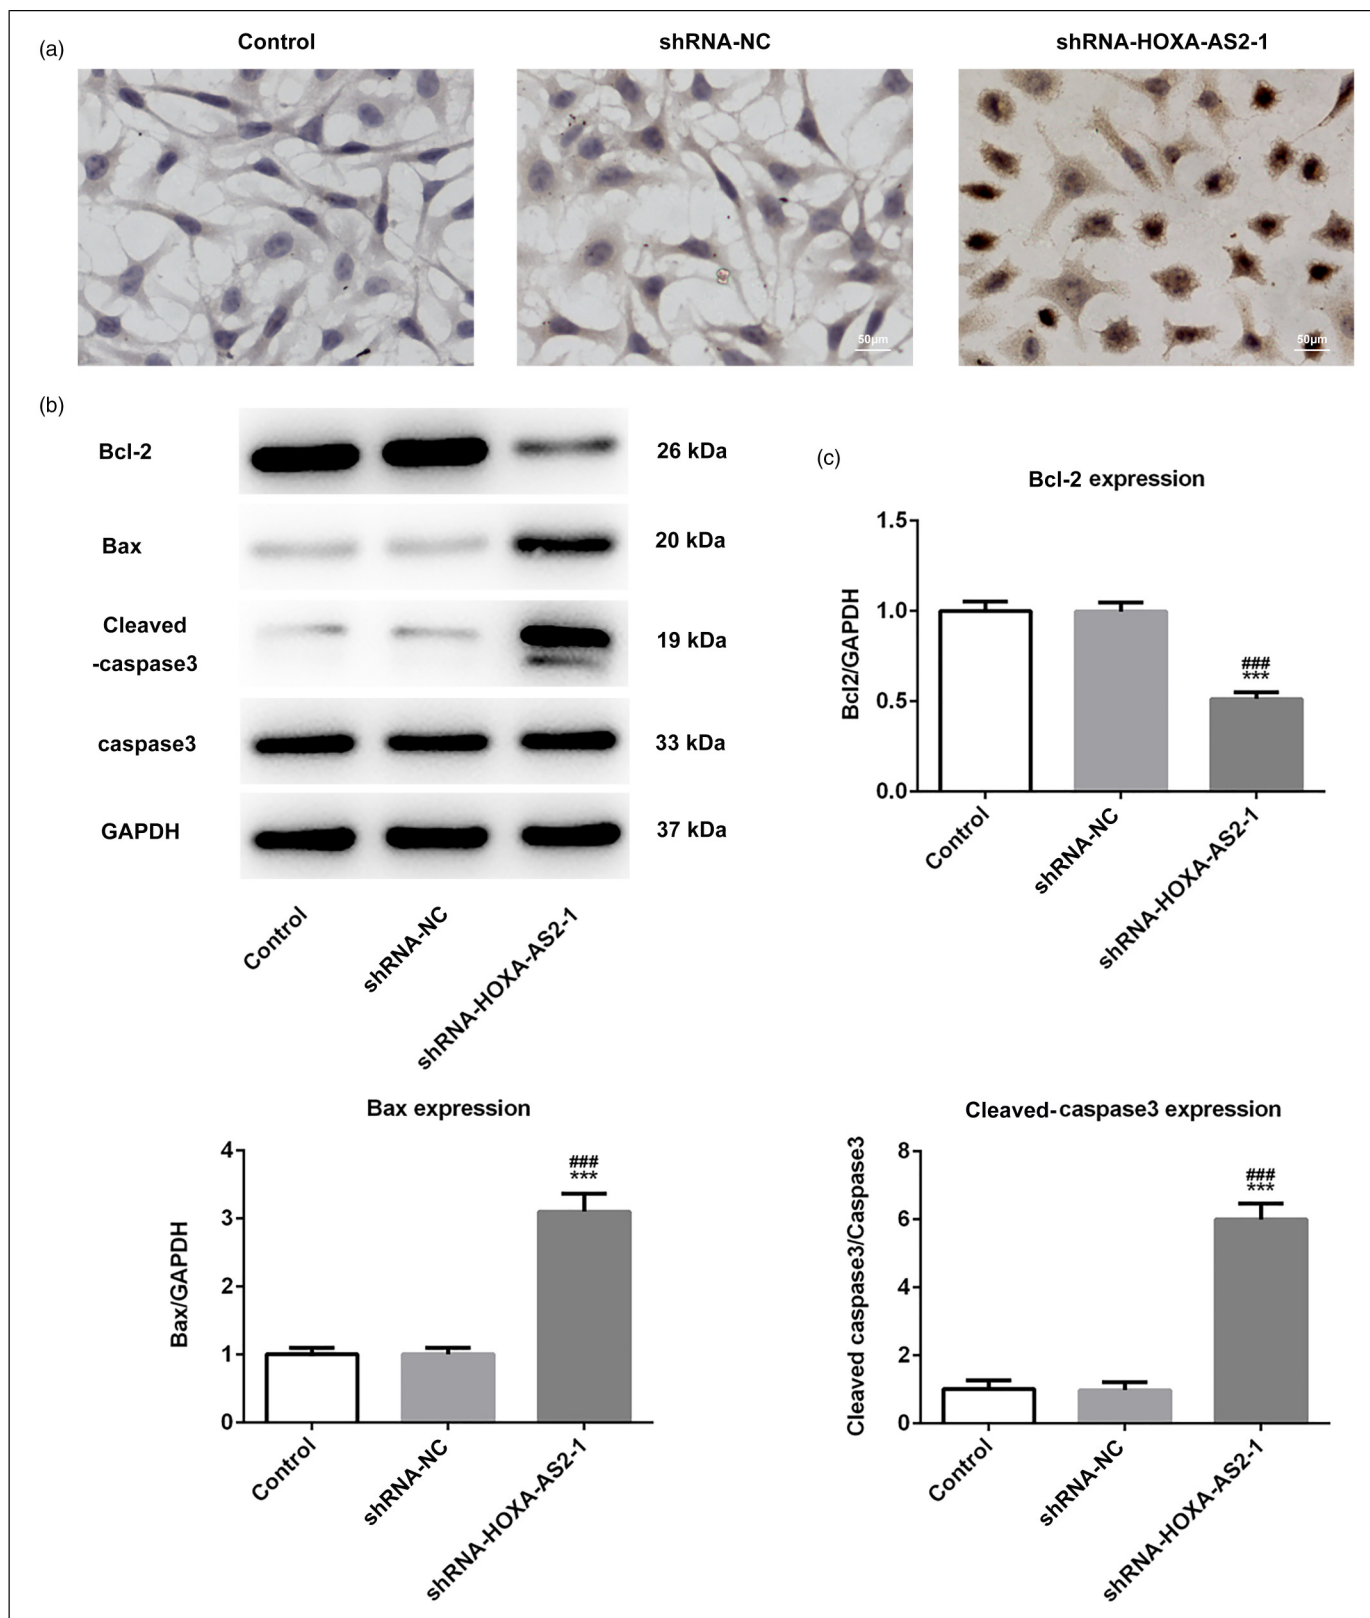 (a)
Control
shRNA-NC
shRNA-HOXA-AS2-1
50μm
50μm
(b)
Bcl-2
26 kDa
Bax
20 kDa
Cleaved
-caspase3
19 kDa
caspase3
33 kDa
GAPDH
37 kDa
Control
shRNA-NC
shRNA-HOXA-AS2-1
(c)
Bcl-2 expression
Bcl2/GAPDH
1.5
1.0
0.5
0.0
###
***
Control
shRNA-NC
shRNA-HOXA-AS2-1
Bax expression
Bax/GAPDH
4
3
2
1
0
###
***
Control
shRNA-NC
shRNA-HOXA-AS2-1
Cleaved-caspase3 expression
Cleaved caspase3/Caspase3
8
6
4
2
0
###
***
Control
shRNA-NC
shRNA-HOXA-AS2-1